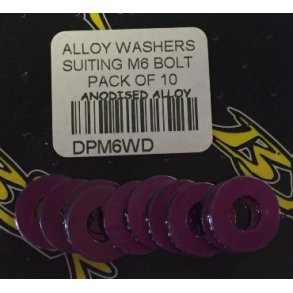 ALLOY WASHERS
SUITING M6 BOLT
PACK OF 10
ANODISED ALLOY
DPM6WD